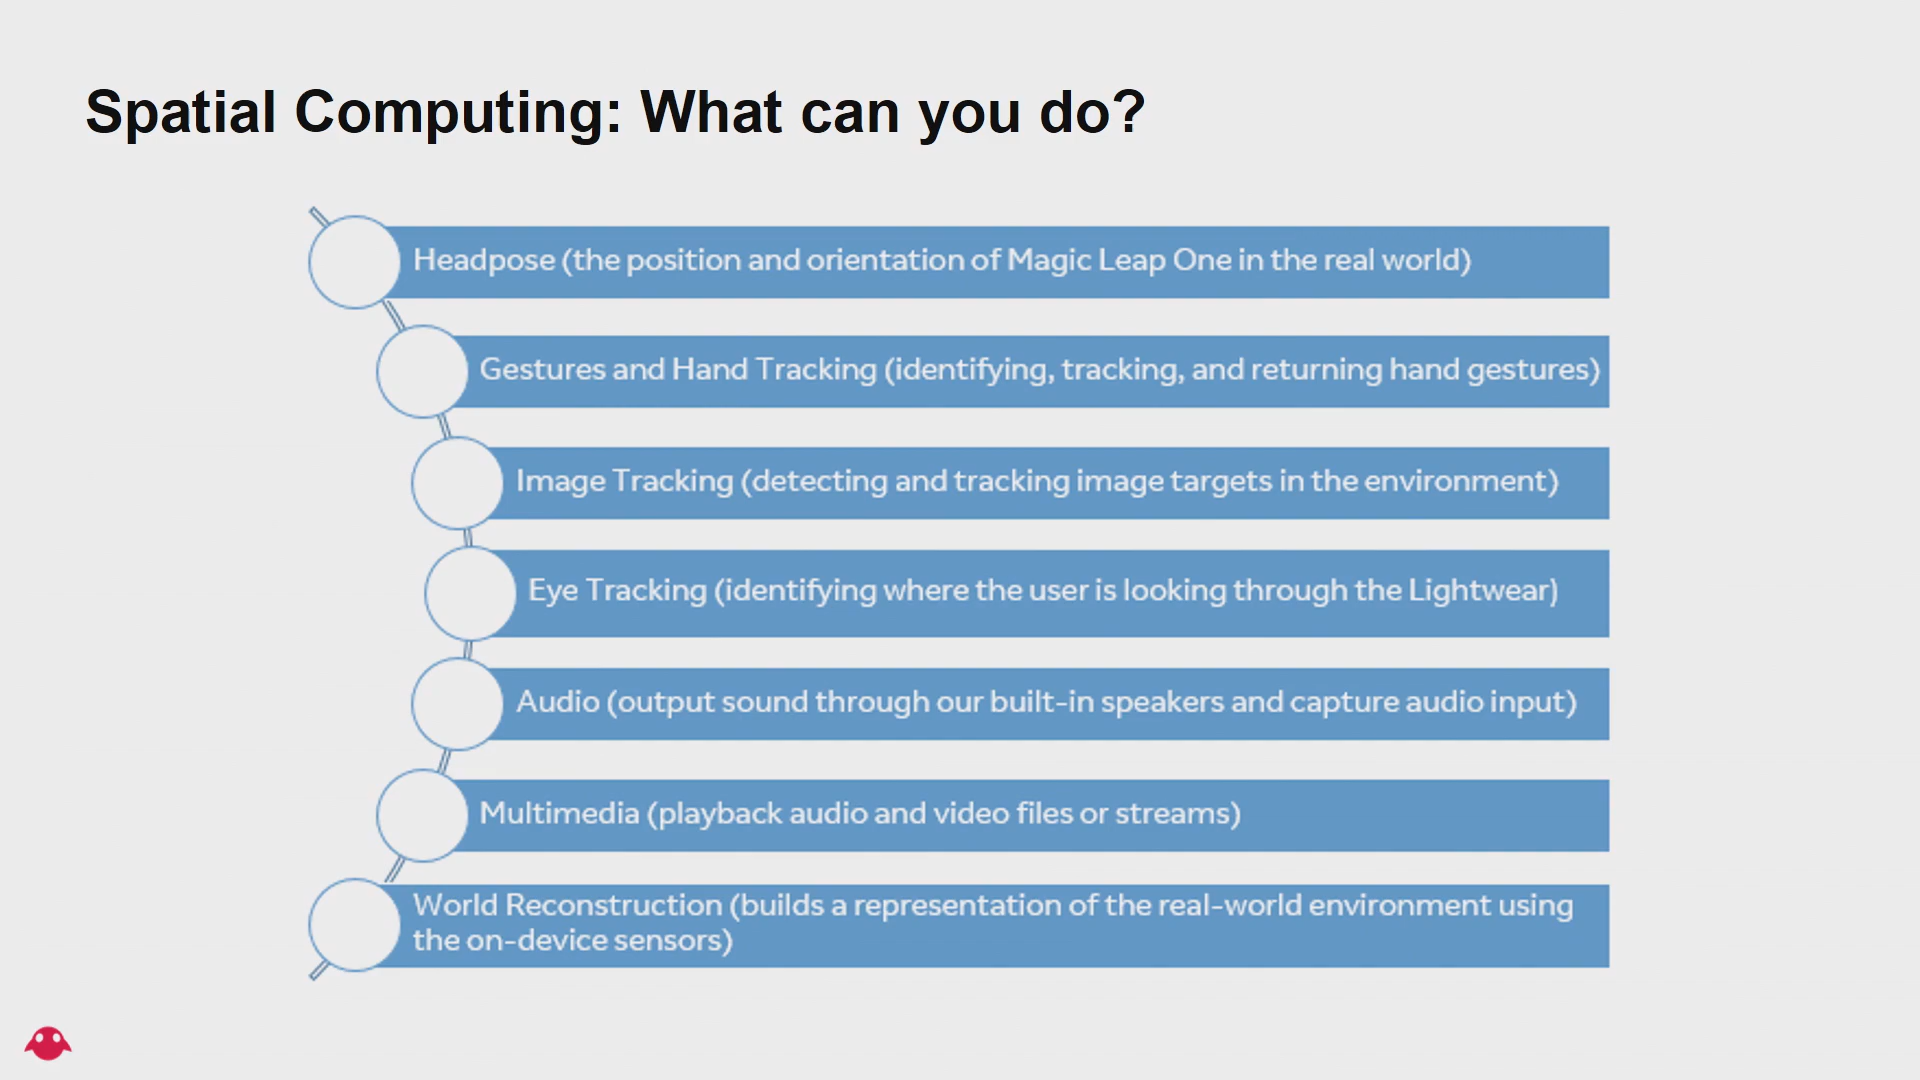 Spatial Computing: What can you do?
Headpose (the position and orientation of Magic Leap One in the real world)
Gestures and Hand Tracking (identifying, tracking, and returning hand gestures)
Image Tracking (detecting and tracking image targets in the environment)
Eye Tracking (identifying where the user is looking through the Lightwear)
Audio (output sound through our built-in speakers and capture audio input)
Multimedia (playback audio and video files or streams)
World Reconstruction (builds a representation of the real-world environment using
the on-device sensors)